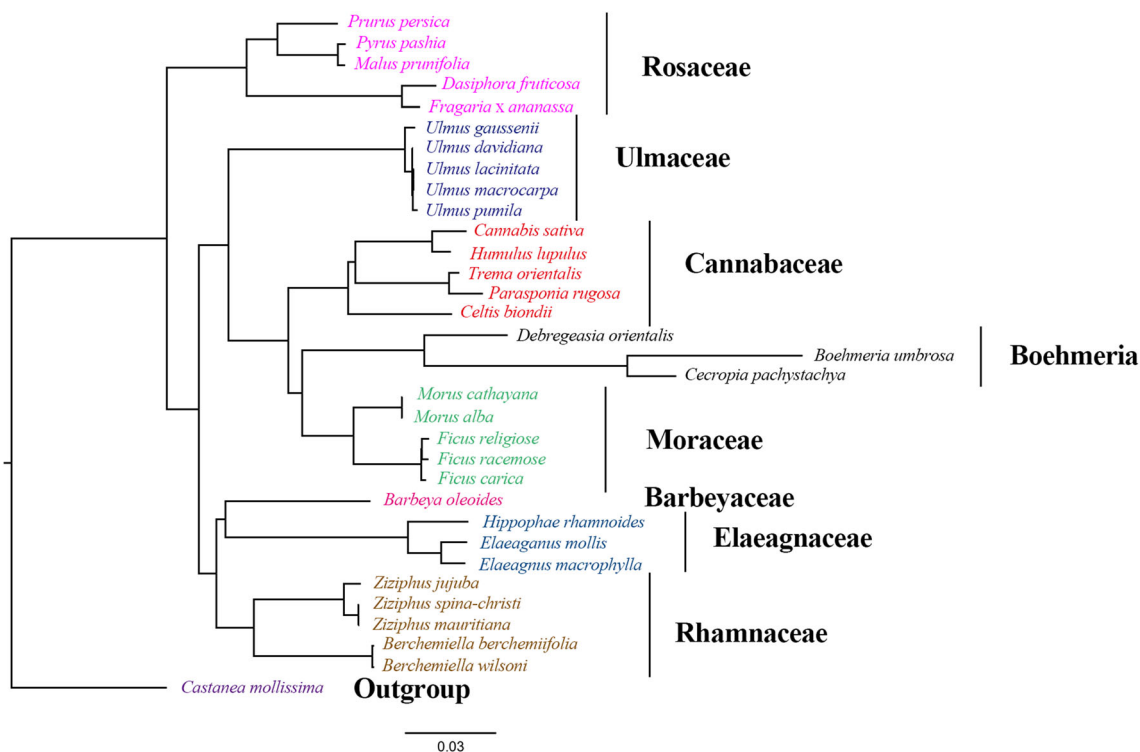 Prurus persica
Pyrus pashia
Malus prunifolia
Rosaceae
Dasiphora fruticosa
Fragaria x ananassa
Ulmus gaussenii
Ulmus davidiana
Ulmaceae
Ulmus lacinitata
Ulmus macrocarpa
Ulmus pumila
Cannabis sativa
Humulus lupulus
Cannabaceae
Trema orientalis
Parasponia rugosa
Celtis biondii
Debregeasia orientalis
Boehmeria umbrosa
Boehmeria
Cecropia pachystachya
Morus cathayana
Morus alba
Ficus religiose
Moraceae
Ficus racemose
Ficus carica
Barbeya oleoides
Barbeyaceae
Hippophae rhamnoides
Elaeaganus mollis
Elaeagnaceae
Elaeagnus macrophylla
Ziziphus jujuba
Ziziphus spina-christi
Ziziphus mauritiana
Rhamnaceae
Berchemiella berchemiifolia
Berchemiella wilsoni
Castanea mollissima
Outgroup
0.03